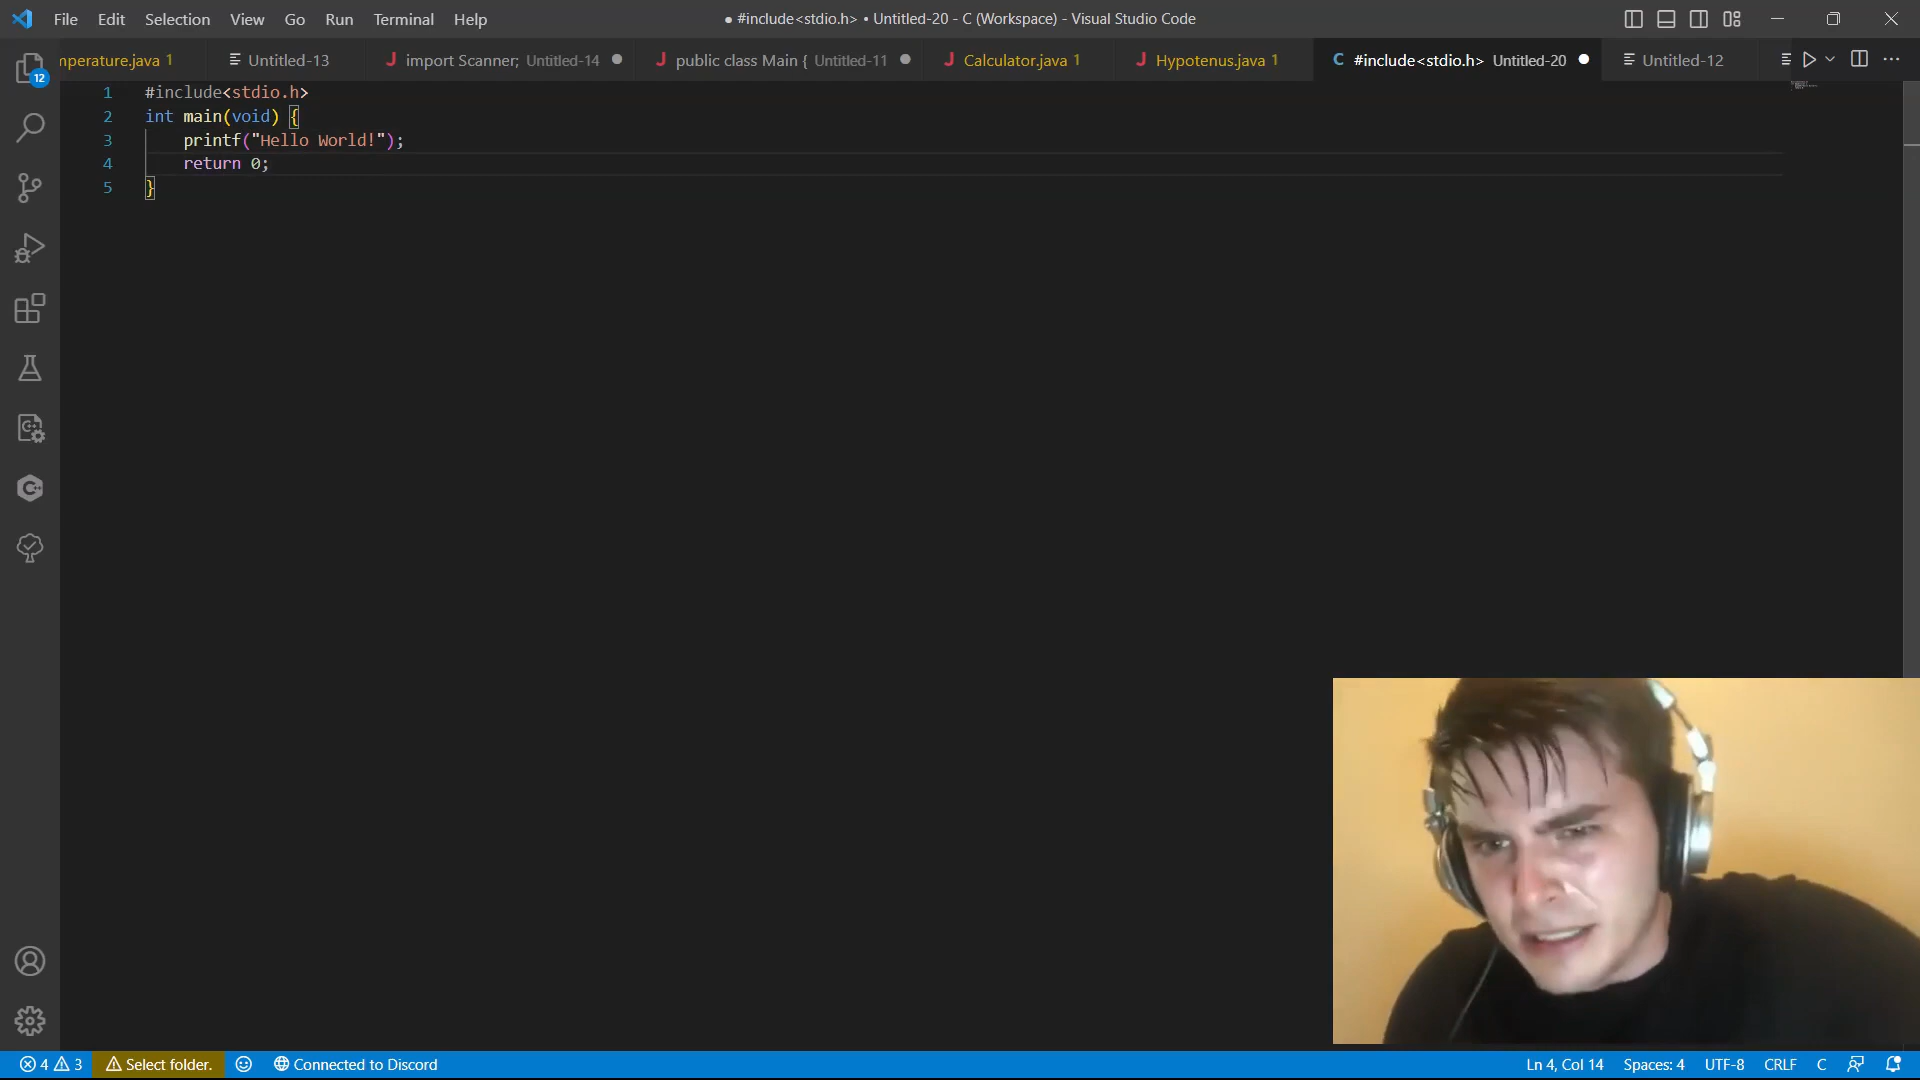 File Edit Selection View Go Run Terminal Help
● #include<stdio.h> • Untitled-20 - C (Workspace) - Visual Studio Code
mperature.java 1
Untitled-13
J import Scanner; Untitled-14
J public class Main { Untitled-11
J Calculator.java 1
J Hypotenus.java 1
C #include<stdio.h> Untitled-20
Untitled-12
12
1 #include<stdio.h>
2 int main(void) {
3 printf("Hello World!");
4 return 0;
5 }
4 3 Select folder. Connected to Discord
Ln 4, Col 14 Spaces: 4 UTF-8 CRLF C